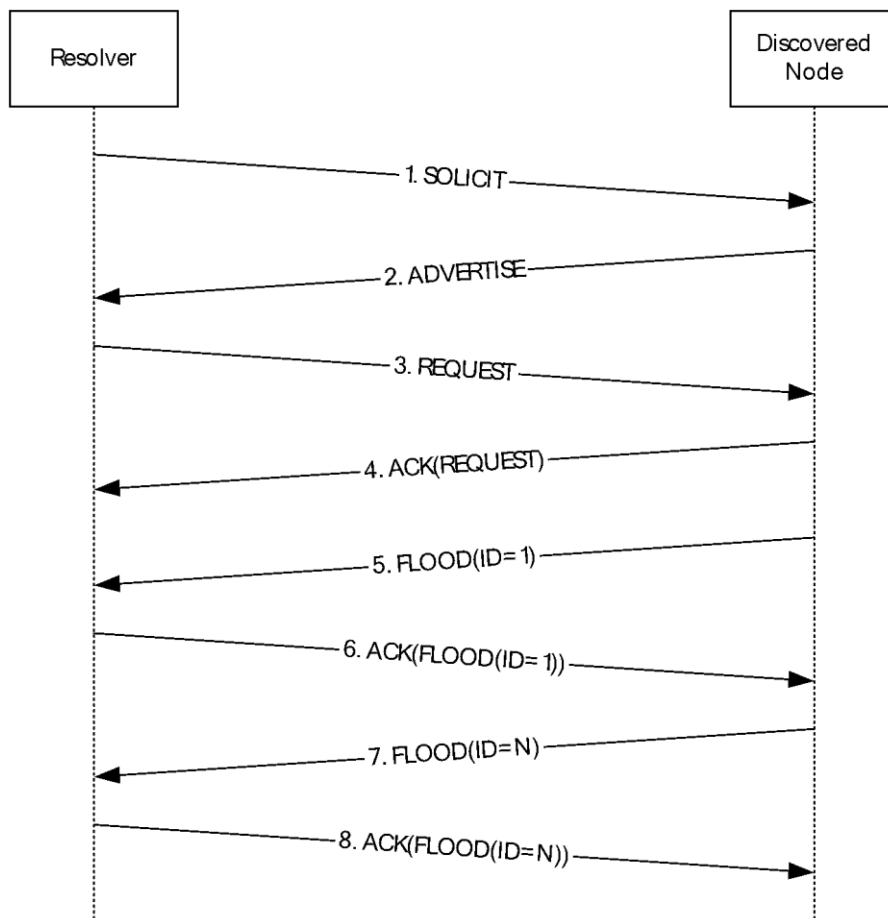 Resolver
Discovered
Node
1. SOLICIT
2. ADVERTISE
3. REQUEST
4. ACK(REQUEST)
5. FLOOD(ID=1)
6. ACK(FLOOD(ID=1))
7. FLOOD(ID=N)
8. ACK(FLOOD(ID=N))